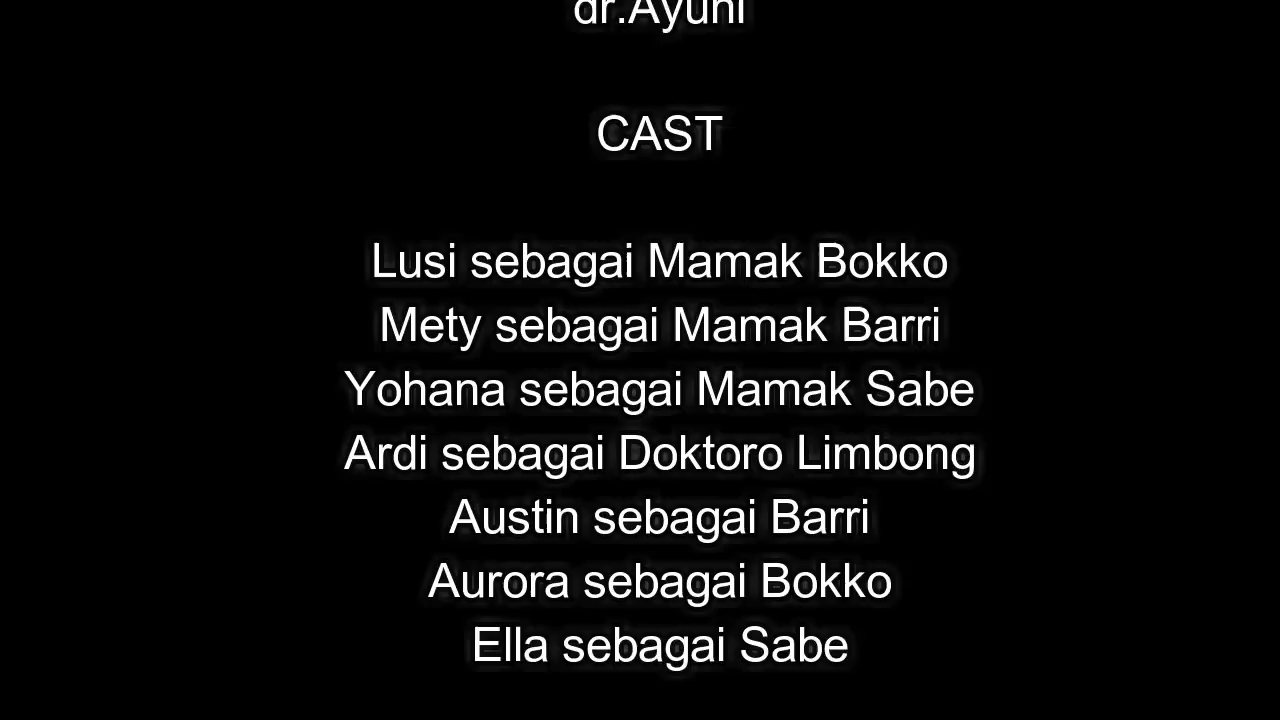 dr.Ayuni
CAST
Lusi sebagai Mamak Bokko
Mety sebagai Mamak Barri
Yohana sebagai Mamak Sabe
Ardi sebagai Doktoro Limbong
Austin sebagai Barri
Aurora sebagai Bokko
Ella sebagai Sabe